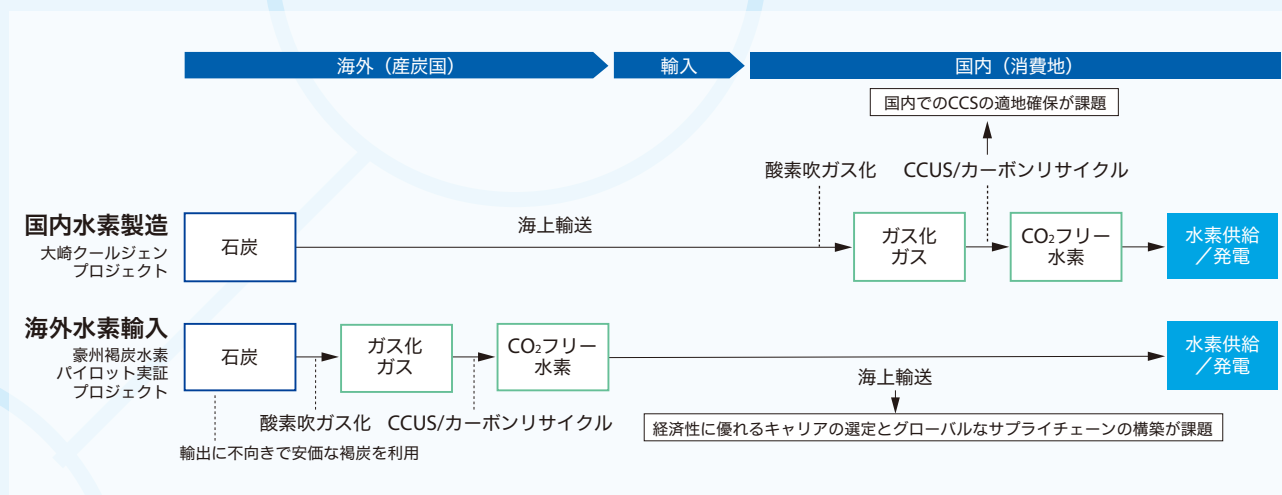 海外（産炭国）
輸入
国内（消費地）
国内でのCCSの適地確保が課題
酸素吹ガス化
CCUS/カーボンリサイクル
国内水素製造
大崎クールジェン
プロジェクト
石炭
海上輸送
ガス化
ガス
CO₂フリー
水素
水素供給
／発電
海外水素輸入
豪州褐炭水素
パイロット実証
プロジェクト
石炭
ガス化
ガス
CO₂フリー
水素
水素供給
／発電
海上輸送
酸素吹ガス化
CCUS/カーボンリサイクル
経済性に優れるキャリアの選定とグローバルなサプライチェーンの構築が課題
輸出に不向きで安価な褐炭を利用